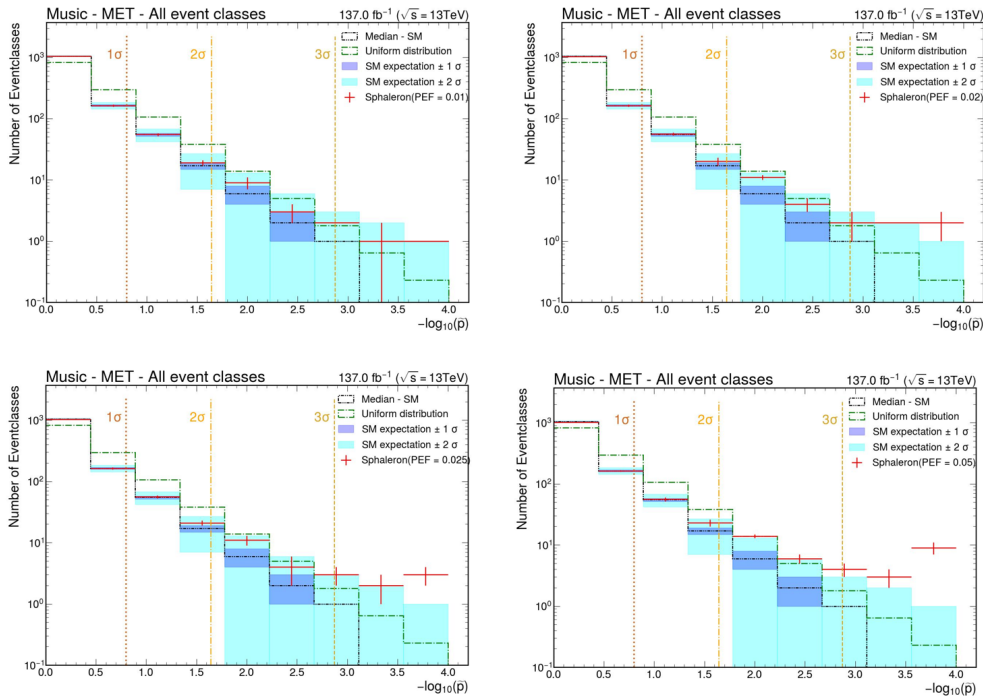 Music - MET - All event classes 137.0 fb⁻¹ (√s = 13TeV)
Number of Eventclasses
10³
10²
10¹
10⁰
10⁻¹
1σ 2σ 3σ
Median - SM
Uniform distribution
SM expectation ± 1 σ
SM expectation ± 2 σ
Sphaleron(PEF = 0.01)
0.0 0.5 1.0 1.5 2.0 2.5 3.0 3.5 4.0
−log₁₀(p̃)
Music - MET - All event classes 137.0 fb⁻¹ (√s = 13TeV)
Number of Eventclasses
10³
10²
10¹
10⁰
10⁻¹
1σ 2σ 3σ
Median - SM
Uniform distribution
SM expectation ± 1 σ
SM expectation ± 2 σ
Sphaleron(PEF = 0.02)
0.0 0.5 1.0 1.5 2.0 2.5 3.0 3.5 4.0
−log₁₀(p̃)
Music - MET - All event classes 137.0 fb⁻¹ (√s = 13TeV)
Number of Eventclasses
10³
10²
10¹
10⁰
10⁻¹
1σ 2σ 3σ
Median - SM
Uniform distribution
SM expectation ± 1 σ
SM expectation ± 2 σ
Sphaleron(PEF = 0.025)
0.0 0.5 1.0 1.5 2.0 2.5 3.0 3.5 4.0
−log₁₀(p̃)
Music - MET - All event classes 137.0 fb⁻¹ (√s = 13TeV)
Number of Eventclasses
10³
10²
10¹
10⁰
10⁻¹
1σ 2σ 3σ
Median - SM
Uniform distribution
SM expectation ± 1 σ
SM expectation ± 2 σ
Sphaleron(PEF = 0.05)
0.0 0.5 1.0 1.5 2.0 2.5 3.0 3.5 4.0
−log₁₀(p̃)